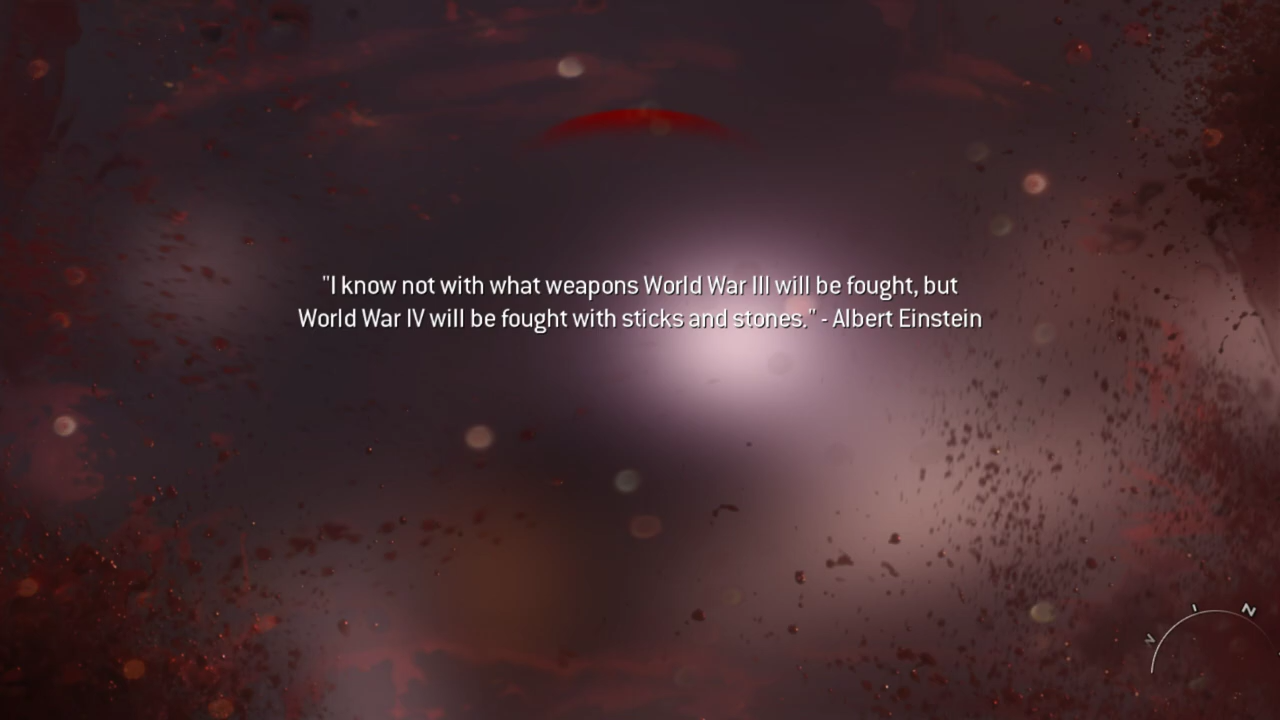 "I know not with what weapons World War III will be fought, but
World War IV will be fought with sticks and stones." - Albert Einstein
N